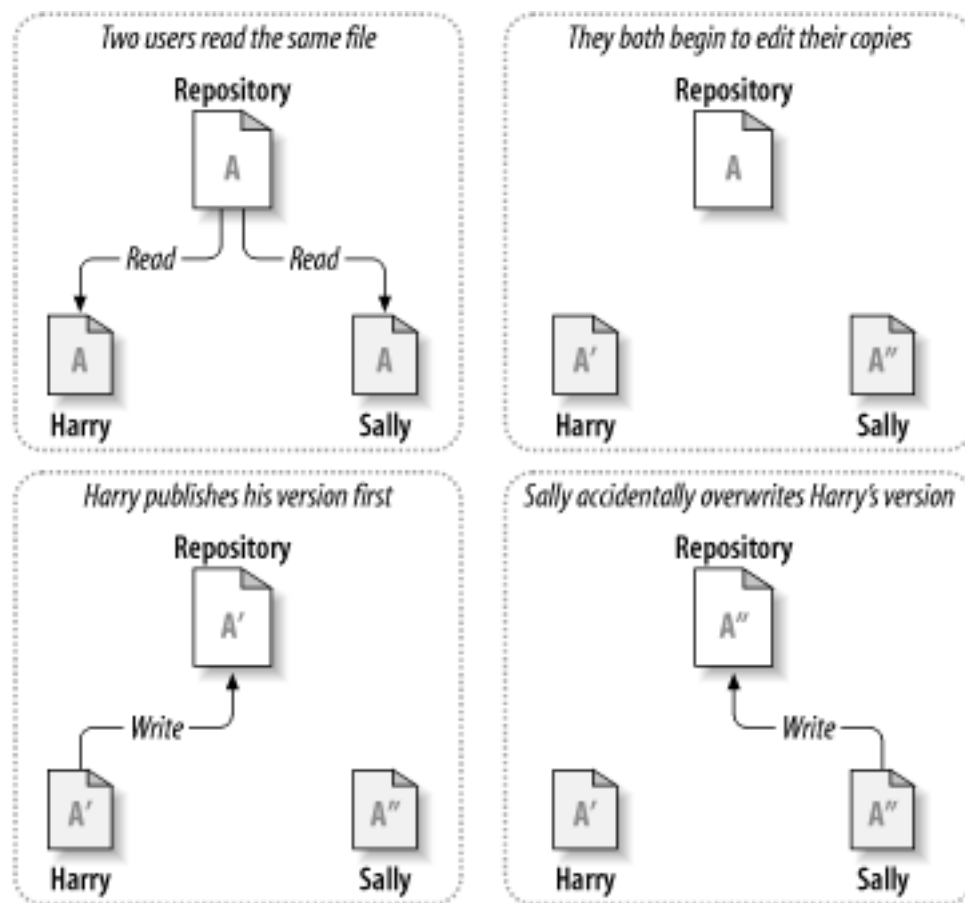 Two users read the same file
Repository
A
Read Read
A A
Harry Sally
They both begin to edit their copies
Repository
A
A′ A″
Harry Sally
Harry publishes his version first
Repository
A′
Write
A′ A″
Harry Sally
Sally accidentally overwrites Harry's version
Repository
A″
Write
A′ A″
Harry Sally